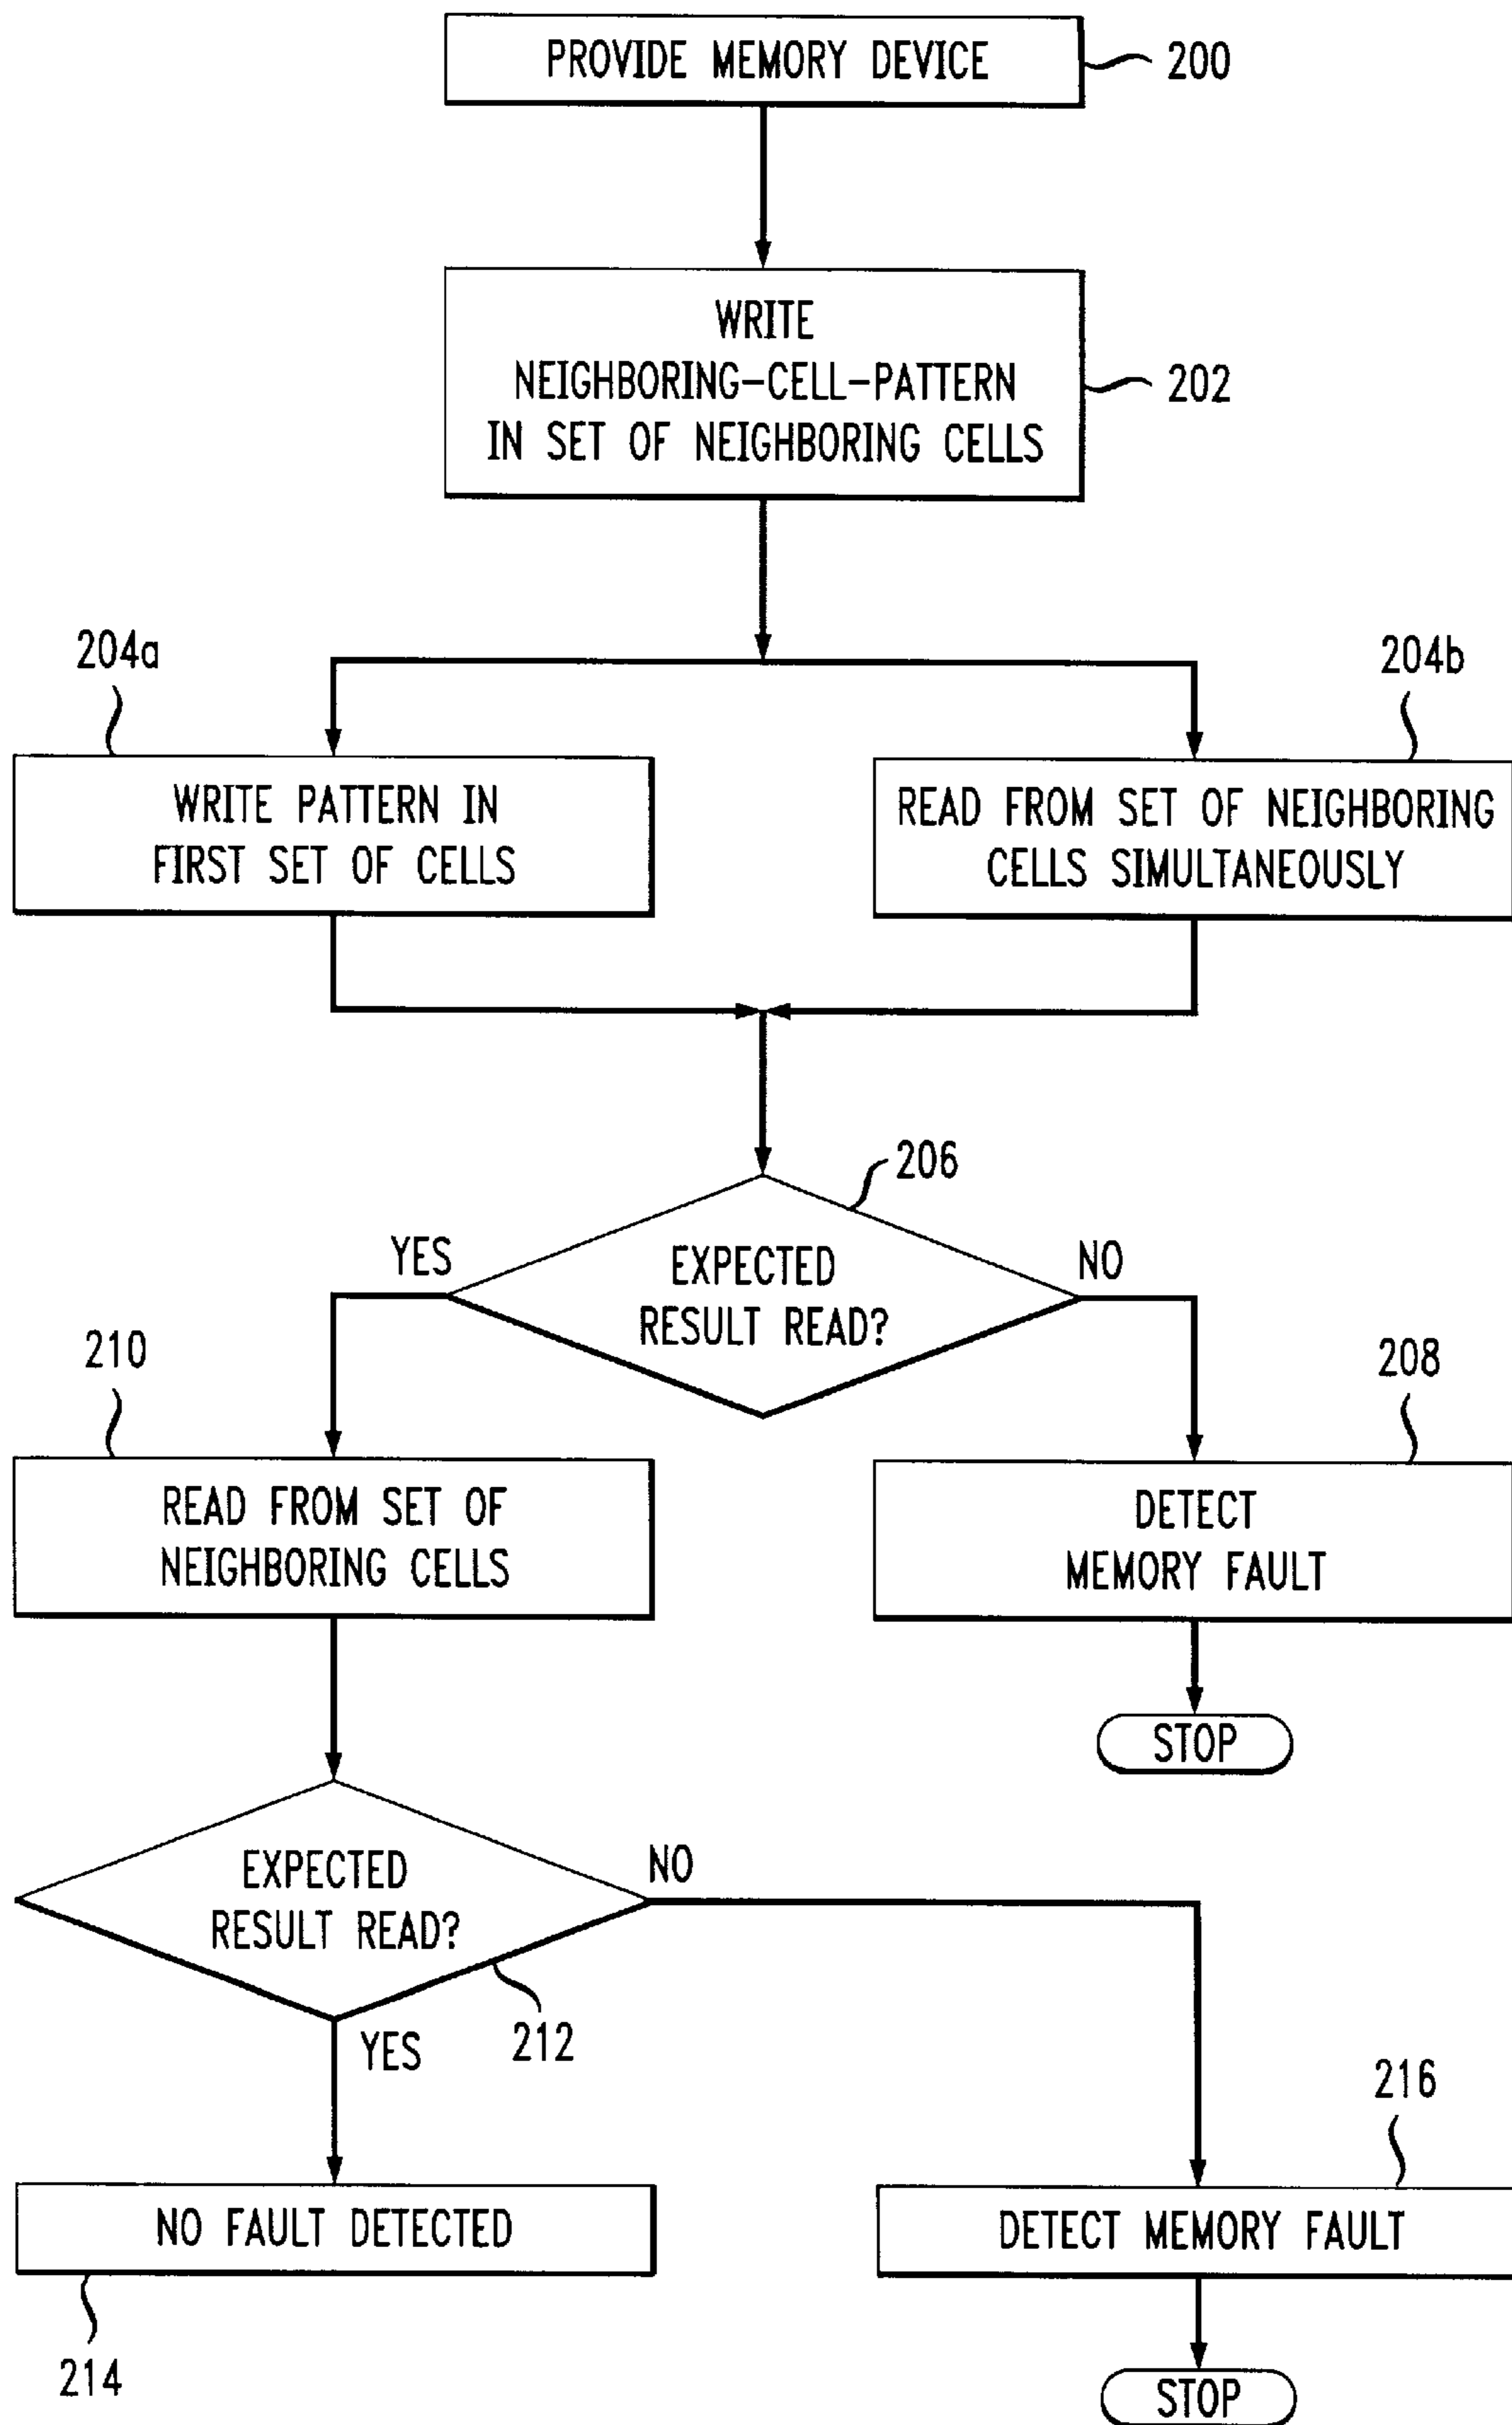 PROVIDE MEMORY DEVICE
200
WRITE
NEIGHBORING-CELL-PATTERN
IN SET OF NEIGHBORING CELLS
202
204a
204b
WRITE PATTERN IN
FIRST SET OF CELLS
READ FROM SET OF NEIGHBORING
CELLS SIMULTANEOUSLY
206
YES
EXPECTED
RESULT READ?
NO
210
208
READ FROM SET OF
NEIGHBORING CELLS
DETECT
MEMORY FAULT
STOP
EXPECTED
RESULT READ?
NO
212
YES
216
NO FAULT DETECTED
DETECT MEMORY FAULT
214
STOP